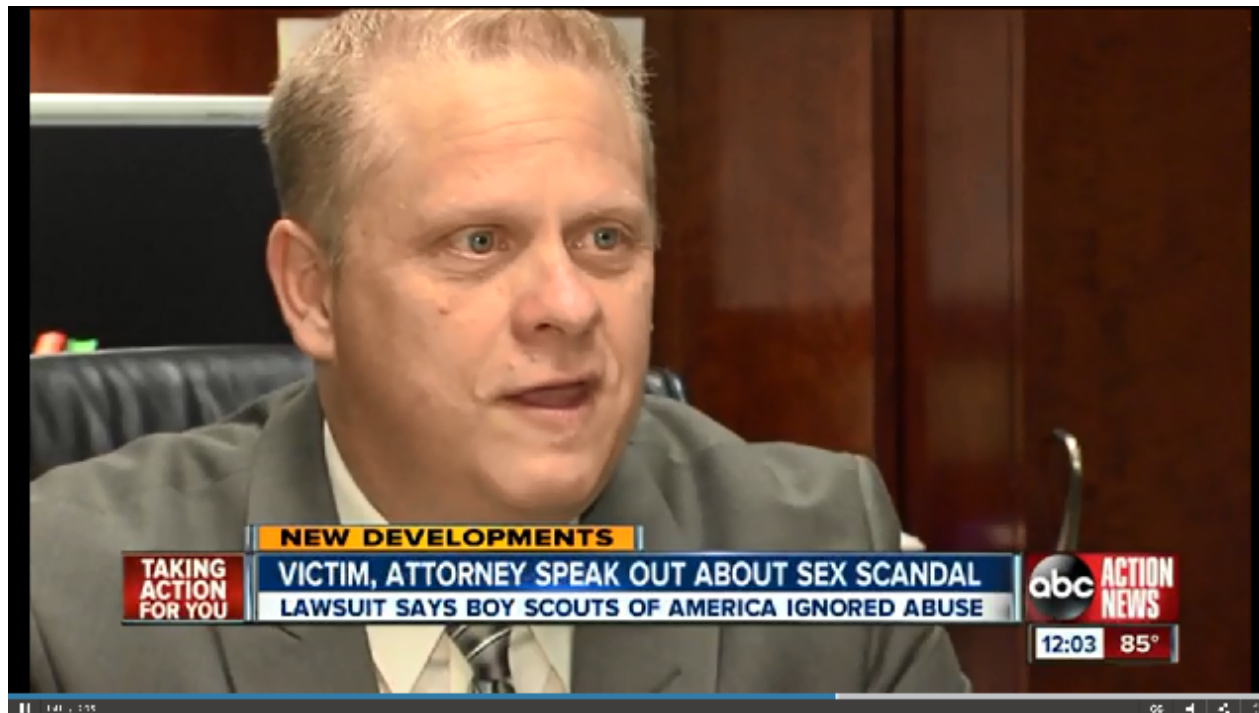 NEW DEVELOPMENTS
TAKING
ACTION
FOR YOU
VICTIM, ATTORNEY SPEAK OUT ABOUT SEX SCANDAL
LAWSUIT SAYS BOY SCOUTS OF AMERICA IGNORED ABUSE
abc ACTION
NEWS
12:03 85°